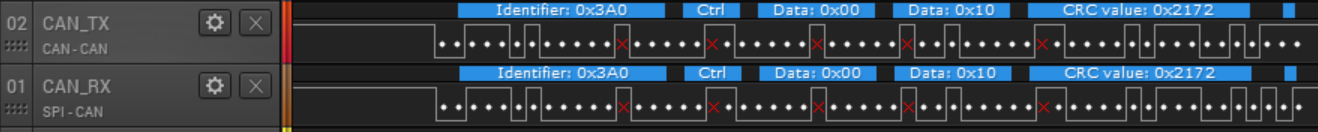 Identifier: 0x3A0 Ctrl Data: 0x00 Data: 0x10 CRC value: 0x2172
02 CAN_TX
CAN - CAN
Identifier: 0x3A0 Ctrl Data: 0x00 Data: 0x10 CRC value: 0x2172
01 CAN_RX
SPI - CAN